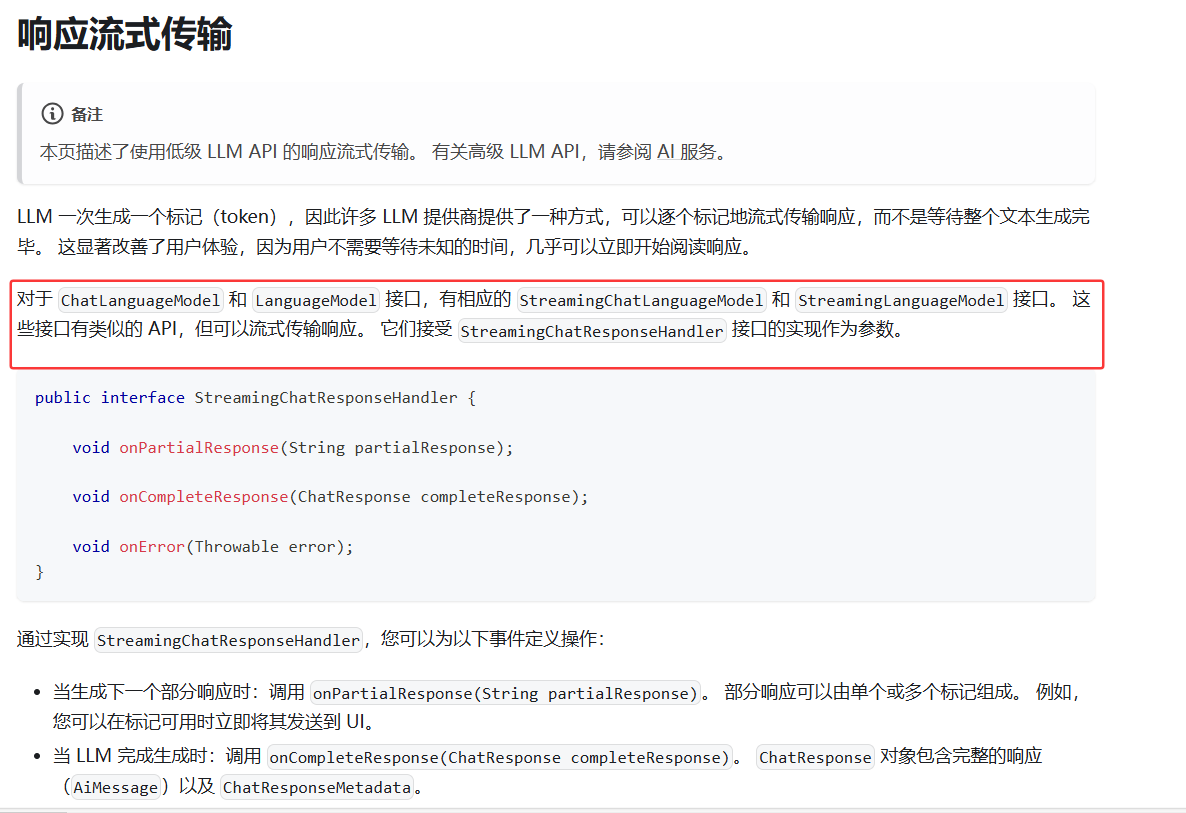 响应流式传输
备注
本页描述了使用低级 LLM API 的响应流式传输。 有关高级 LLM API，请参阅 AI 服务。
LLM 一次生成一个标记（token），因此许多 LLM 提供商提供了一种方式，可以逐个标记地流式传输响应，而不是等待整个文本生成完
毕。 这显著改善了用户体验，因为用户不需要等待未知的时间，几乎可以立即开始阅读响应。
对于 ChatLanguageModel 和 LanguageModel 接口，有相应的 StreamingChatLanguageModel 和 StreamingLanguageModel 接口。 这
些接口有类似的 API，但可以流式传输响应。 它们接受 StreamingChatResponseHandler 接口的实现作为参数。
public interface StreamingChatResponseHandler {
    void onPartialResponse(String partialResponse);
    void onCompleteResponse(ChatResponse completeResponse);
    void onError(Throwable error);
}
通过实现 StreamingChatResponseHandler，您可以为以下事件定义操作：
• 当生成下一个部分响应时：调用 onPartialResponse(String partialResponse)。 部分响应可以由单个或多个标记组成。 例如，
您可以在标记可用时立即将其发送到 UI。
• 当 LLM 完成生成时：调用 onCompleteResponse(ChatResponse completeResponse)。 ChatResponse 对象包含完整的响应
（AiMessage）以及 ChatResponseMetadata。